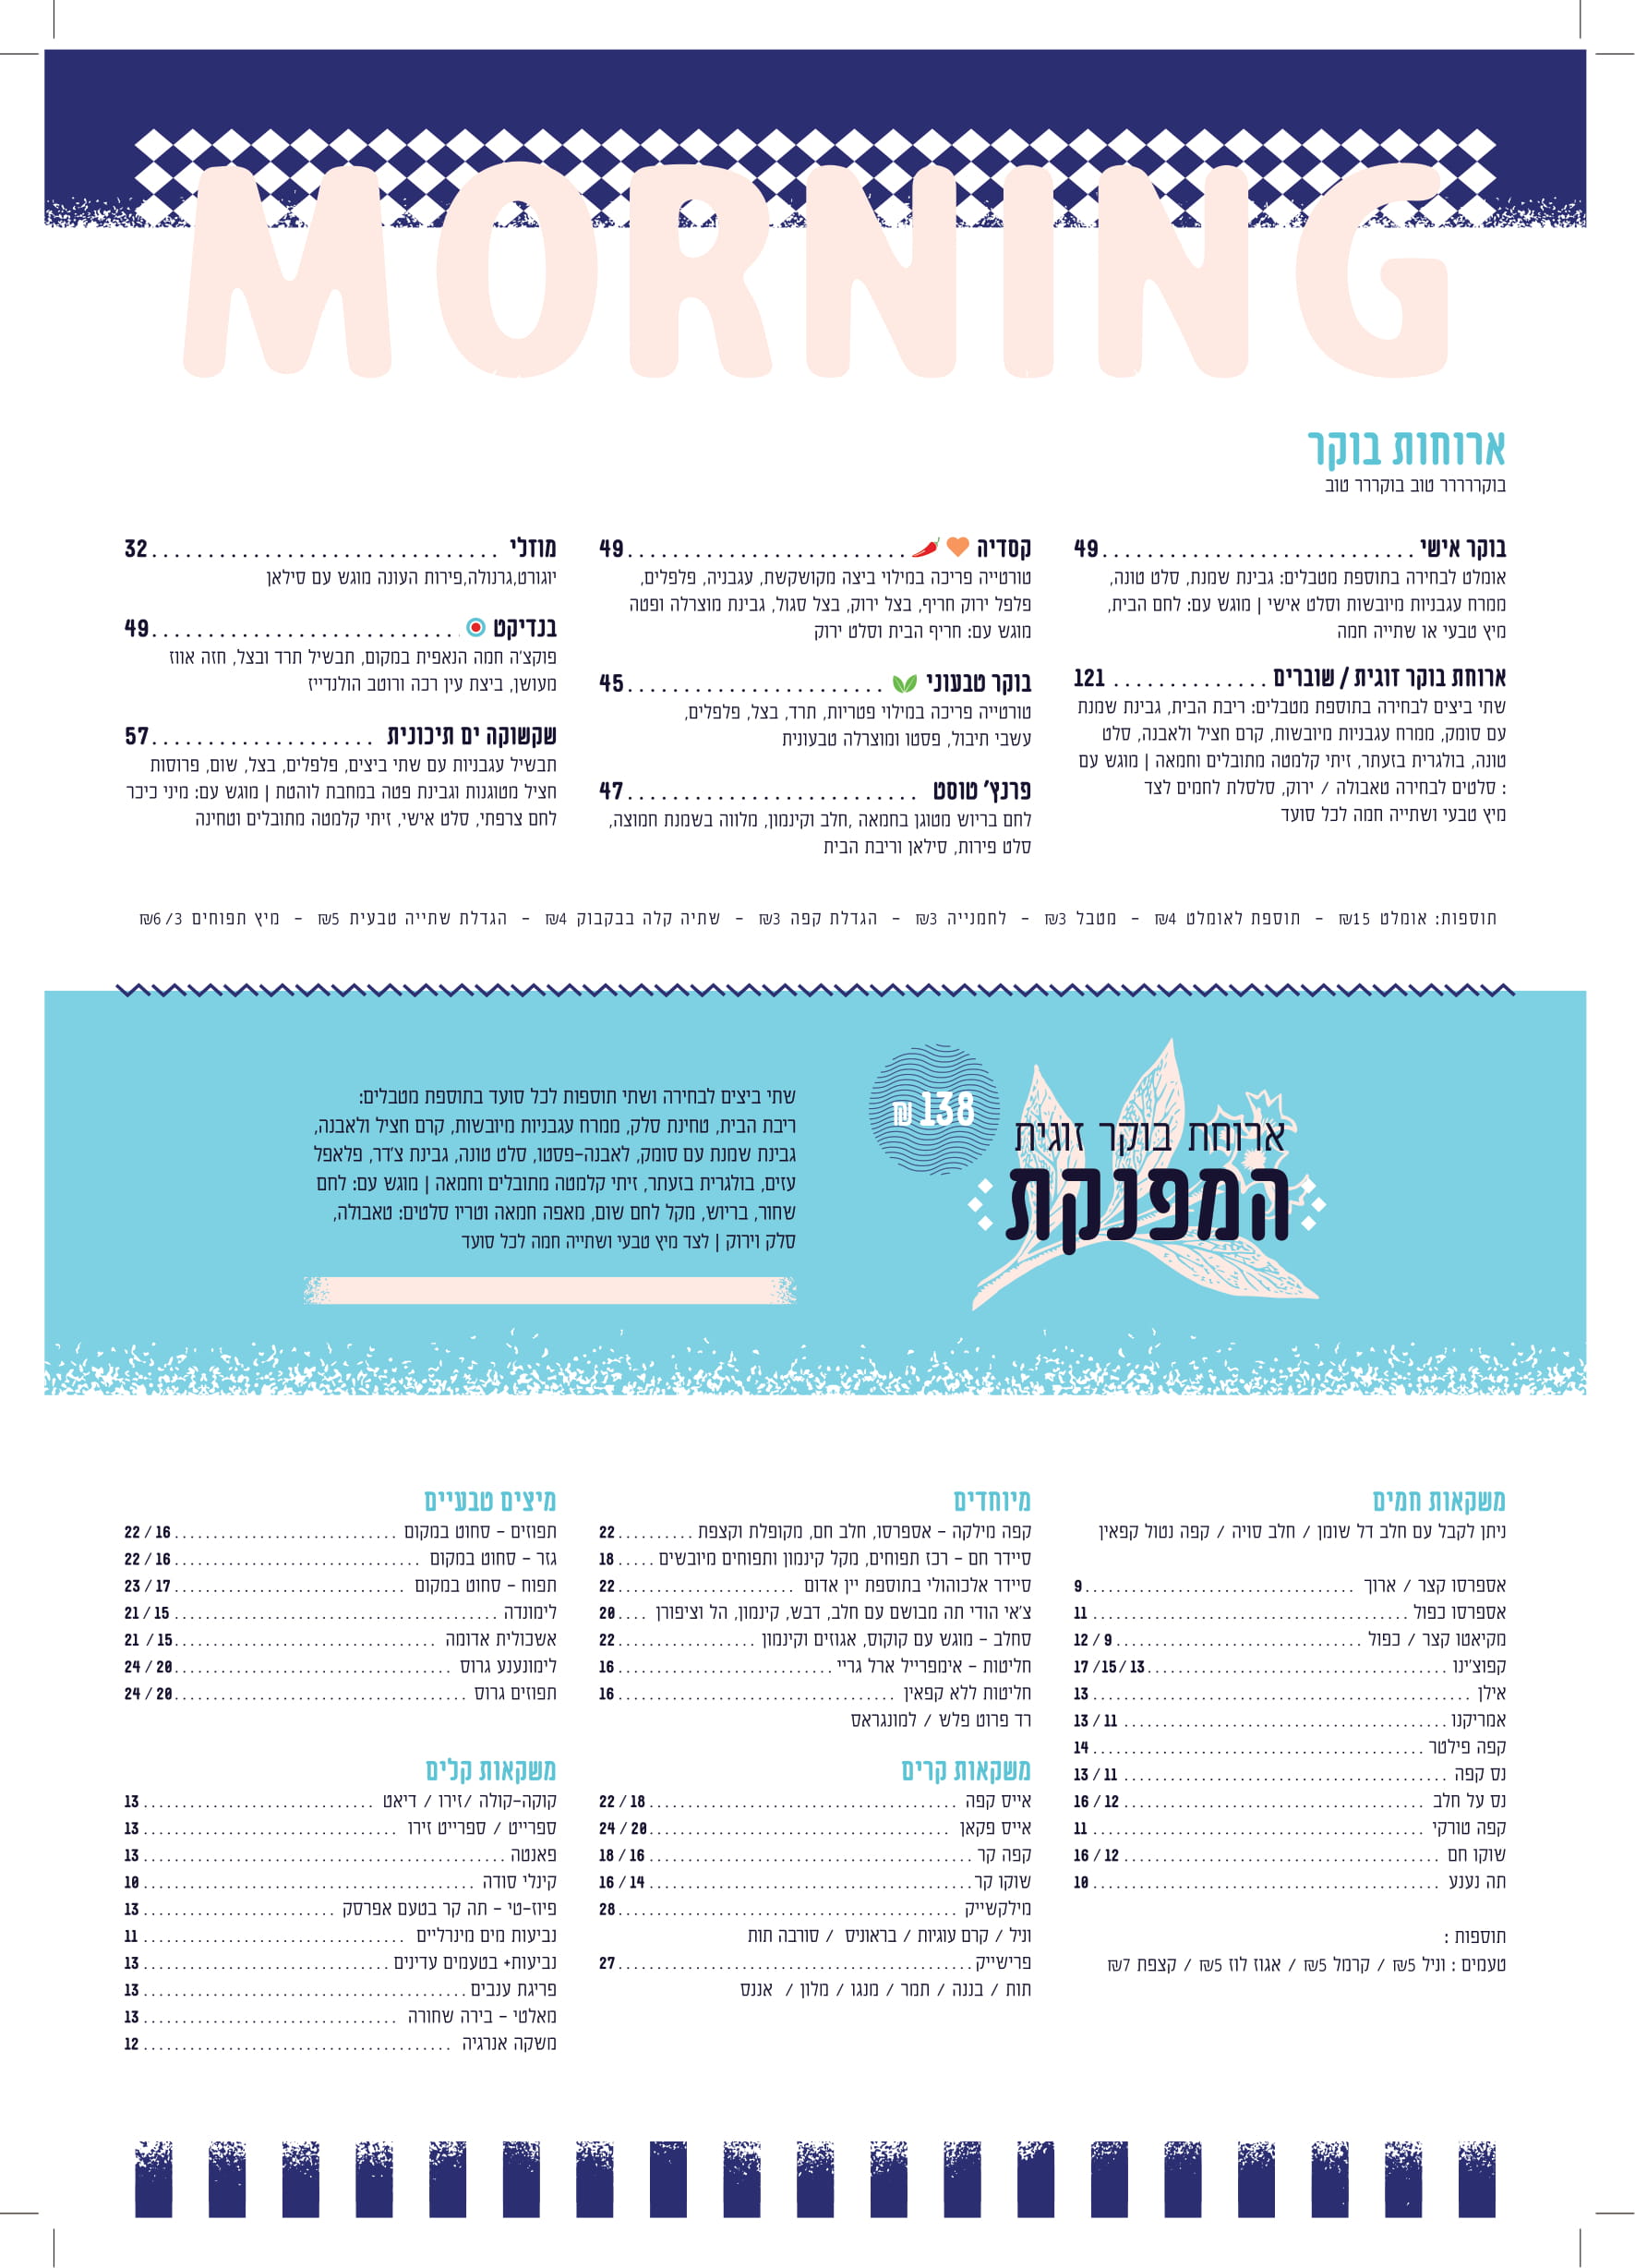 MORNING
ארוחות בוקר
בוקררררר טוב בוקררר טוב
בוקר אישי 49
אומלט לבחירה בתוספת מטבלים: גבינת שמנת, סלט טונה,
ממרח עגבניות מיובשות וסלט אישי | מוגש עם: לחם הבית,
מיץ טבעי או שתייה חמה
ארוחת בוקר זוגית / שוברים 121
שתי ביצים לבחירה בתוספת מטבלים: ריבת הבית, גבינת שמנת
עם סומק, ממרח עגבניות מיובשות, קרם חציל ולאבנה, סלט
טונה, בולגרית בזעתר, זיתי קלמטה מתובלים וחמאה | מוגש עם
: סלטים לבחירה טאבולה / ירוק, סלסלת לחמים לצד
מיץ טבעי ושתייה חמה לכל סועד
קסדיה 49
טורטייה פריכה במילוי ביצה מקושקשת, עגבניה, פלפלים,
פלפל ירוק חריף, בצל ירוק, בצל סגול, גבינת מוצרלה ופטה
מוגש עם: חריף הבית וסלט ירוק
בוקר טבעוני 45
טורטייה פריכה במילוי פטריות, תרד, בצל, פלפלים,
עשבי תיבול, פסטו ומוצרלה טבעונית
פרנץ' טוסט 47
לחם בריוש מטוגן בחמאה ,חלב וקינמון, מלווה בשמנת חמוצה,
סלט פירות, סילאן וריבת הבית
מוזלי 32
יוגורט,גרנולה,פירות העונה מוגש עם סילאן
בנדיקט 49
פוקצ'ה חמה הנאפית במקום, תבשיל תרד ובצל, חזה אווז
מעושן, ביצת עין רכה ורוטב הולנדייז
שקשוקה ים תיכונית 57
תבשיל עגבניות עם שתי ביצים, פלפלים, בצל, שום, פרוסות
חציל מטוגנות וגבינת פטה במחבת לוהטת | מוגש עם: מיני כיכר
לחם צרפתי, סלט אישי, זיתי קלמטה מתובלים וטחינה
תוספות: אומלט 15₪ - תוספת לאומלט 4₪ - מטבל 3₪ - לחמנייה 3₪ - הגדלת קפה 3₪ - שתיה קלה בבקבוק 4₪ - הגדלת שתייה טבעית 5₪ - מיץ תפוחים 3/ 6₪
ארוחת בוקר זוגית
המפנקת
138 ₪
שתי ביצים לבחירה ושתי תוספות לכל סועד בתוספת מטבלים:
ריבת הבית, טחינת סלק, ממרח עגבניות מיובשות, קרם חציל ולאבנה,
גבינת שמנת עם סומק, לאבנה-פסטו, סלט טונה, גבינת צ'דר, פלאפל
עזים, בולגרית בזעתר, זיתי קלמטה מתובלים וחמאה | מוגש עם: לחם
שחור, בריוש, מקל לחם שום, מאפה חמאה וטריו סלטים: טאבולה,
סלק וירוק | לצד מיץ טבעי ושתייה חמה לכל סועד
משקאות חמים
ניתן לקבל עם חלב דל שומן / חלב סויה / קפה נטול קפאין
אספרסו קצר / ארוך 9
אספרסו כפול 11
מקיאטו קצר / כפול 9 / 12
קפוצ'ינו 13 /15/ 17
אילן 13
אמריקנו 11 / 13
קפה פילטר 14
נס קפה 11 / 13
נס על חלב 12 / 16
קפה טורקי 11
שוקו חם 12 / 16
תה נענע 10
תוספות :
טעמים : וניל 5₪ / קרמל 5₪ / אגוז לוז 5₪ / קצפת 7₪
מיוחדים
קפה מילקה - אספרסו, חלב חם, מקופלת וקצפת 22
סיידר חם - רכז תפוחים, מקל קינמון ותפוחים מיובשים 18
סיידר אלכוהולי בתוספת יין אדום 22
צ'אי הודי תה מבושם עם חלב, דבש, קינמון, הל וציפורן 20
סחלב - מוגש עם קוקוס, אגוזים וקינמון 22
חליטות - אימפרייל ארל גריי 16
חליטות ללא קפאין 16
רד פרוט פלש / למונגראס
משקאות קרים
אייס קפה 18 / 22
אייס פקאן 20 / 24
קפה קר 16 / 18
שוקו קר 14 / 16
מילקשייק 28
וניל / קרם עוגיות / בראוניס / סורבה תות
פרישייק 27
תות / בננה / תמר / מנגו / מלון / אננס
מיצים טבעיים
תפוזים - סחוט במקום 16 / 22
גזר - סחוט במקום 16 / 22
תפוח - סחוט במקום 17 / 23
לימונדה 15 / 21
אשכולית אדומה 15 / 21
לימונענע גרוס 20 / 24
תפוזים גרוס 20 / 24
משקאות קלים
קוקה-קולה /זירו / דיאט 13
ספרייט / ספרייט זירו 13
פאנטה 13
קינלי סודה 10
פיוז-טי - תה קר בטעם אפרסק 13
נביעות מים מינרליים 11
נביעות+ בטעמים עדינים 13
פריגת ענבים 13
מאלטי - בירה שחורה 13
משקה אנרגיה 12